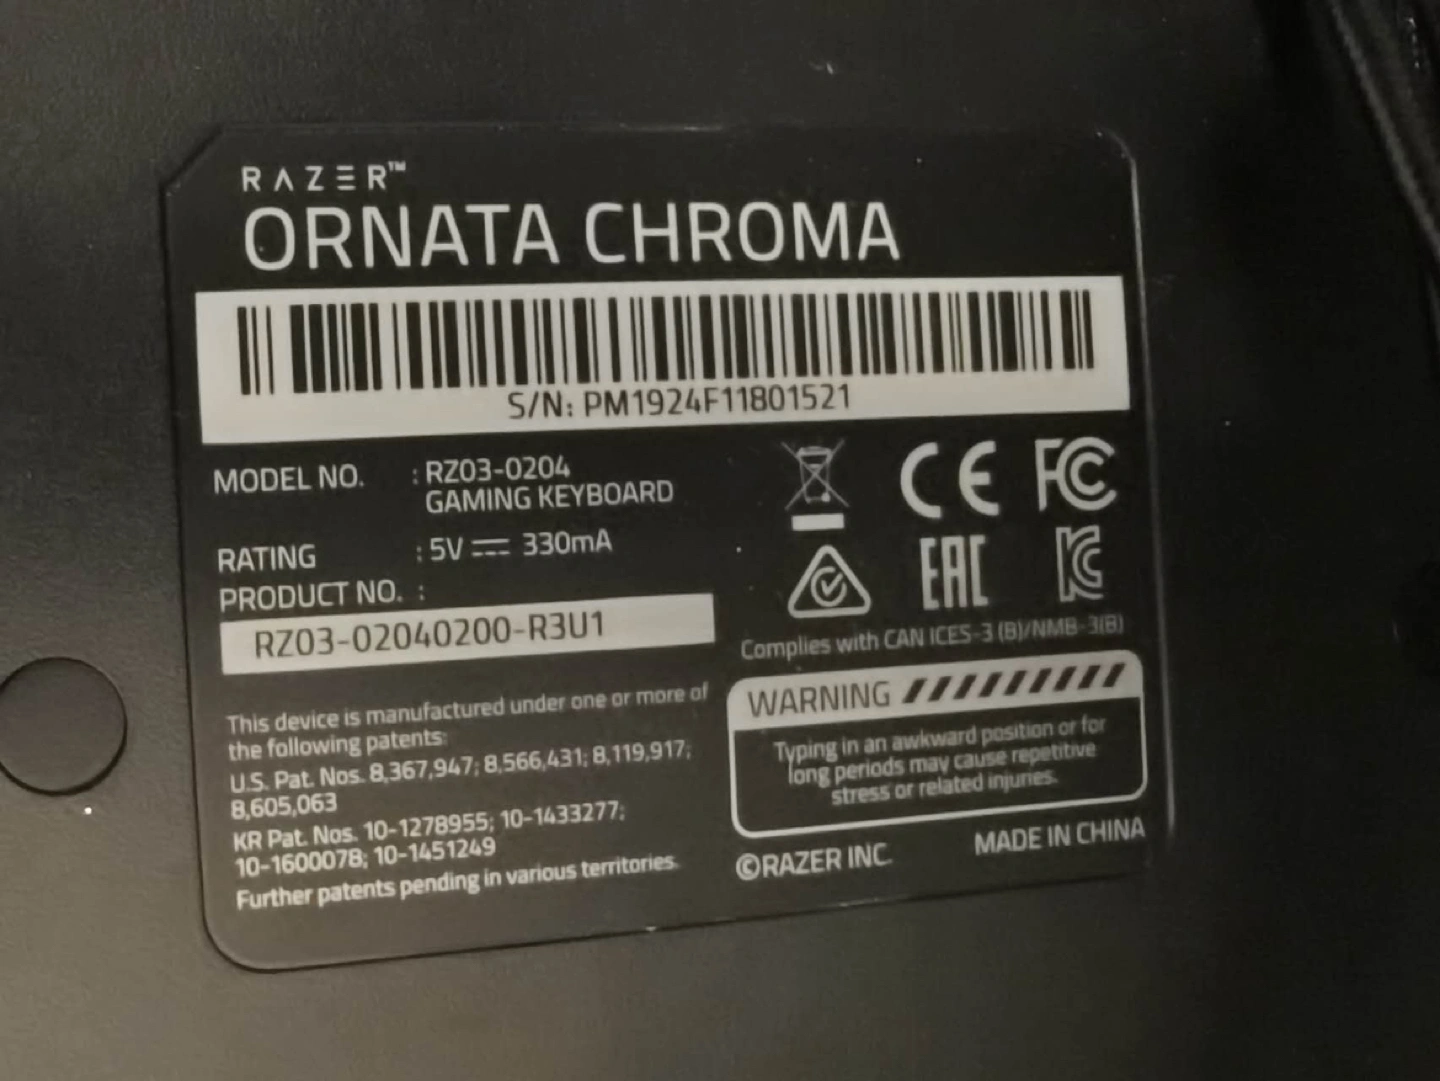 RAZER™
ORNATA CHROMA
S/N: PM1924F11801521
MODEL NO. : RZ03-0204
GAMING KEYBOARD
RATING : 5V ⎓ 330mA
PRODUCT NO. :
RZ03-02040200-R3U1
This device is manufactured under one or more of
the following patents:
U.S. Pat. Nos. 8,367,947; 8,566,431; 8,119,917;
8,605,063
KR Pat. Nos. 10-1278955; 10-1433277;
10-1600078; 10-1451249
Further patents pending in various territories.
CE FC
EAC KC
Complies with CAN ICES-3 (B)/NMB-3(B)
WARNING
Typing in an awkward position or for
long periods may cause repetitive
stress or related injuries.
©RAZER INC. MADE IN CHINA